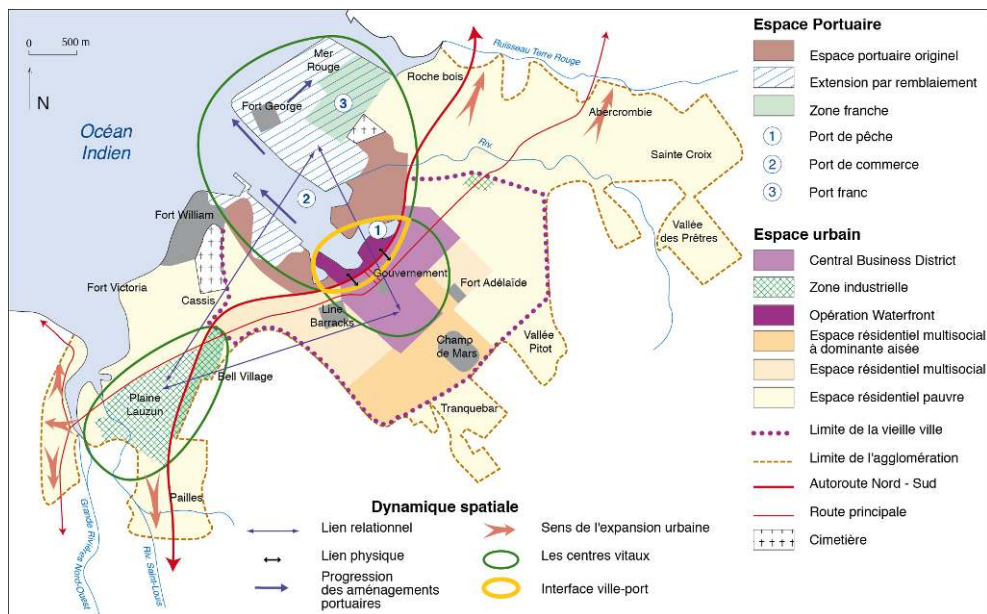 0 500 m
N
Océan
Indien
Mer
Rouge
Fort George
3
Roche bois
Ruisseau Terre Rouge
Abercrombie
Sainte Croix
Riv.
Vallée
des Prêtres
2
1
Fort William
Gouvernement
Fort Adélaïde
Fort Victoria
Cassis
Line
Barracks
Champ
de Mars
Vallée
Pitot
Bell Village
Tranquebar
Plaine
Lauzun
Pailles
Grande Rivières Nord-Ouest
Riv. Saint-Louis
Dynamique spatiale
Lien relationnel
Lien physique
Progression
des aménagements
portuaires
Sens de l'expansion urbaine
Les centres vitaux
Interface ville-port
Espace Portuaire
Espace portuaire originel
Extension par remblaiement
Zone franche
1 Port de pêche
2 Port de commerce
3 Port franc
Espace urbain
Central Business District
Zone industrielle
Opération Waterfront
Espace résidentiel multisocial
à dominante aisée
Espace résidentiel multisocial
Espace résidentiel pauvre
Limite de la vieille ville
Limite de l'agglomération
Autoroute Nord - Sud
Route principale
Cimetière